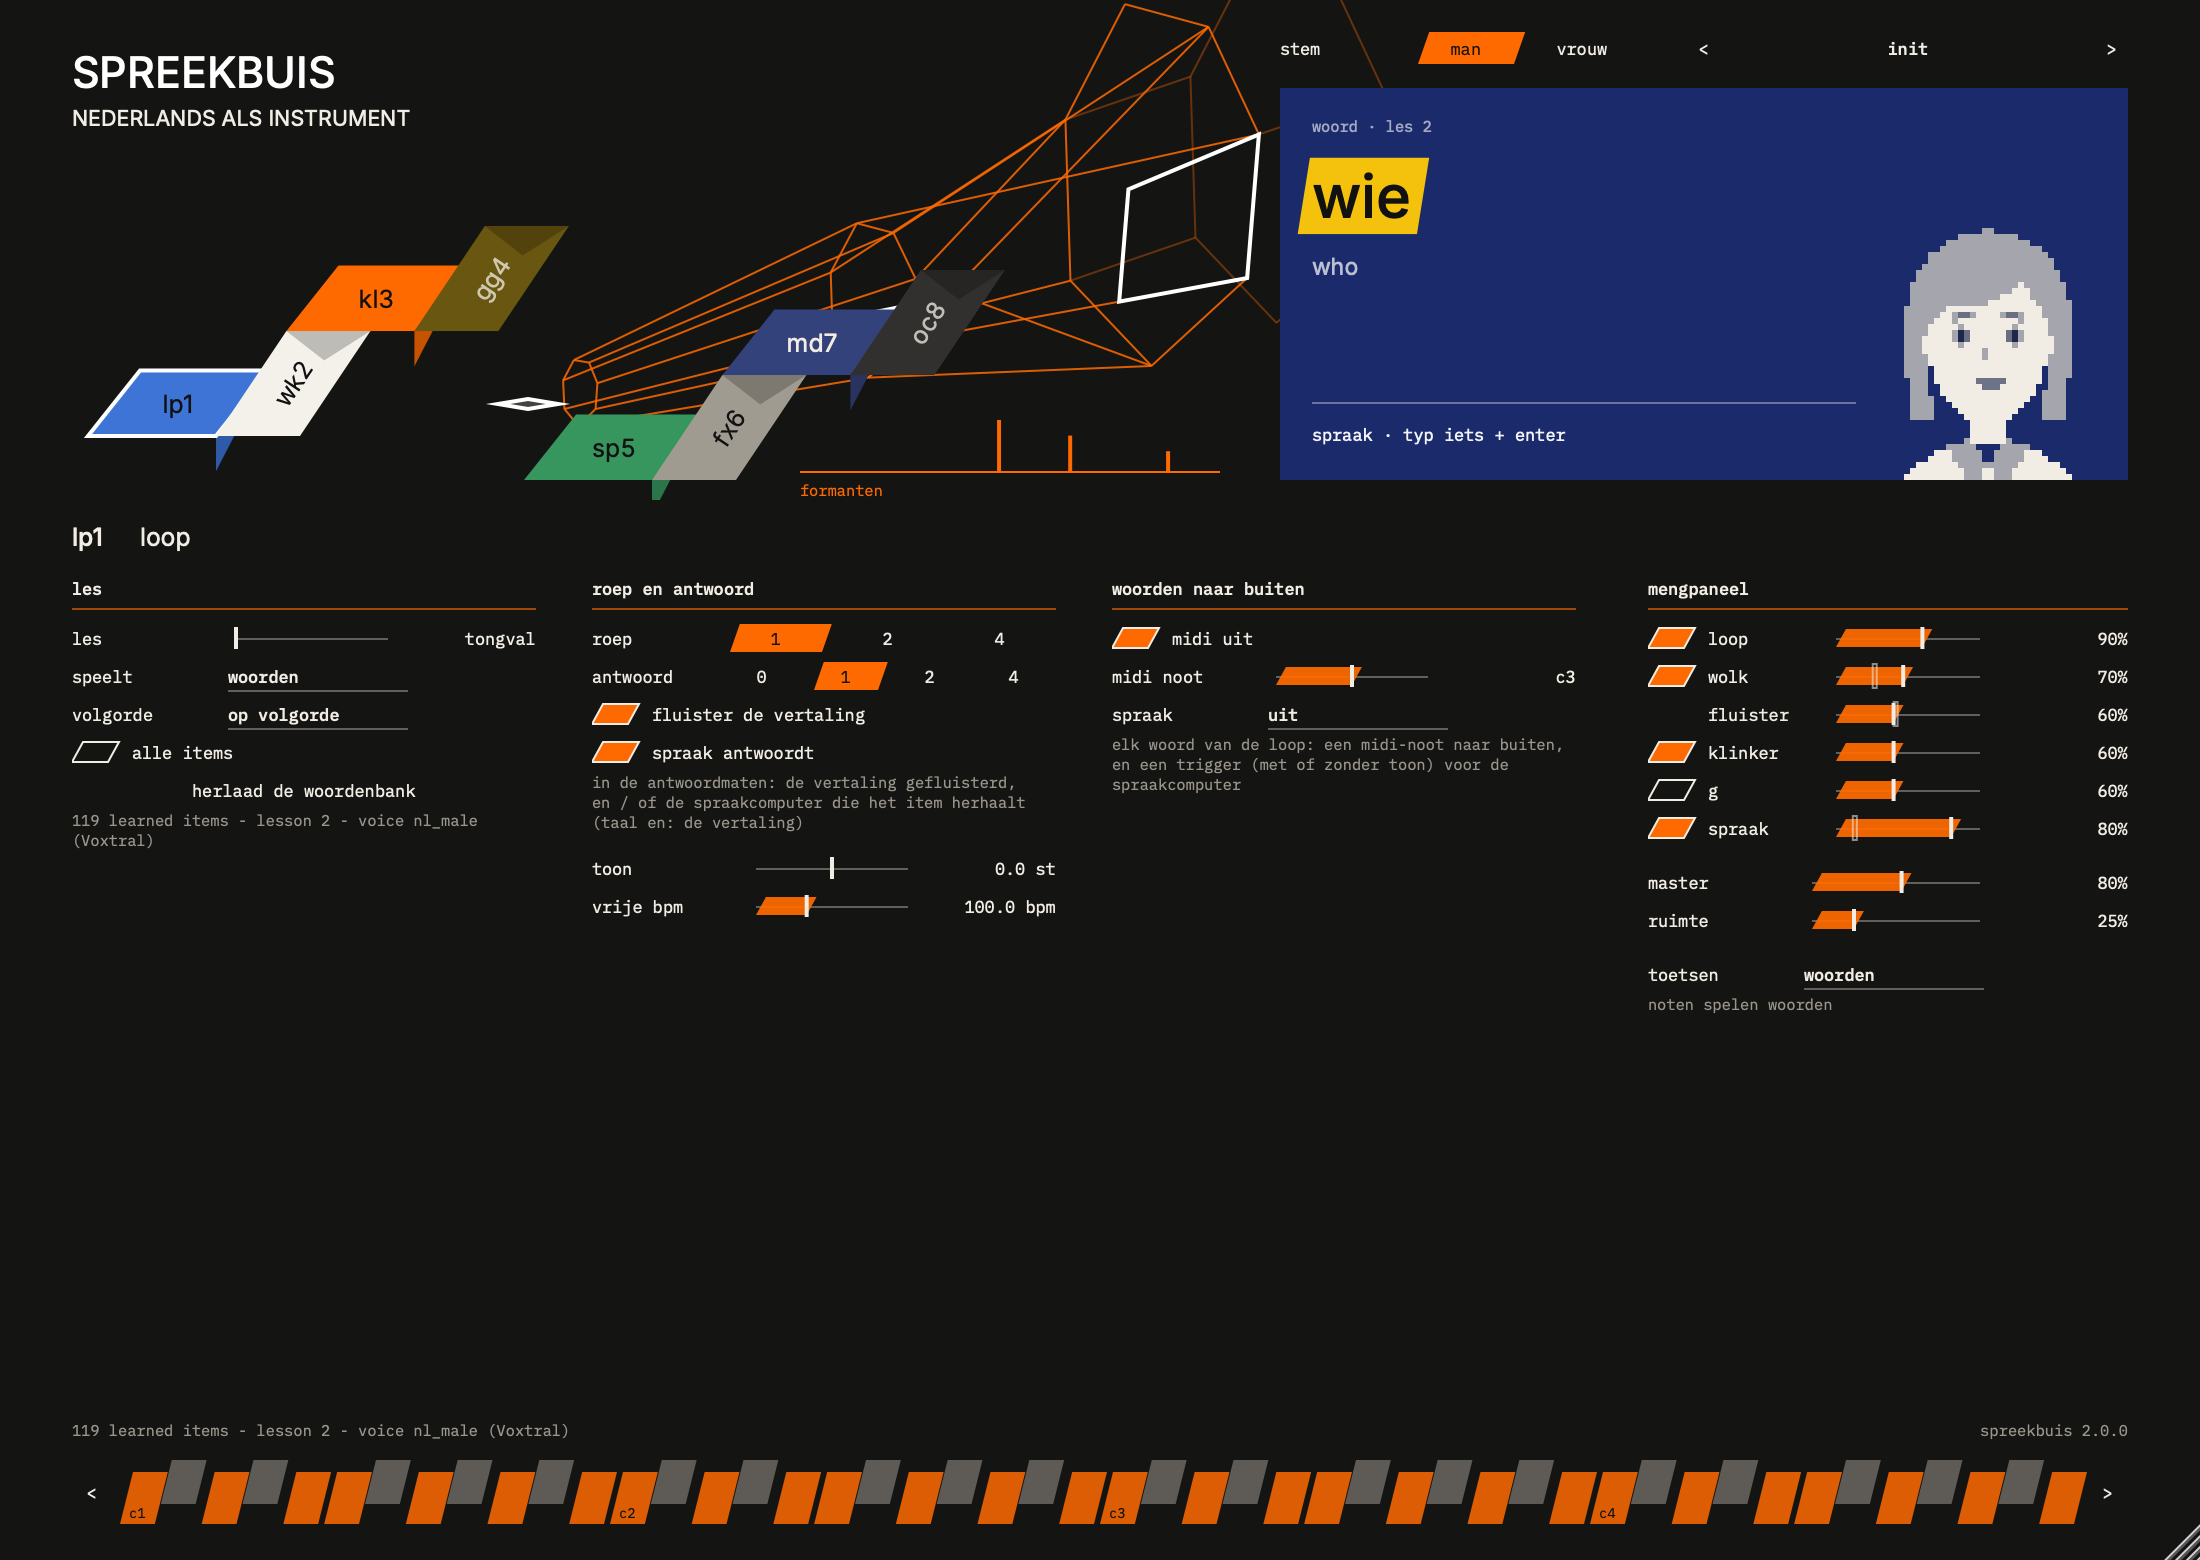 SPREEKBUIS
NEDERLANDS ALS INSTRUMENT
stem man vrouw < init >
woord · les 2
wie
who
spraak · typ iets + enter
lp1
wk2
kl3
gg4
sp5
fx6
md7
oc8
formanten
lp1 loop
les
les tongval
speelt woorden
volgorde op volgorde
alle items
herlaad de woordenbank
119 learned items - lesson 2 - voice nl_male
(Voxtral)
roep en antwoord
roep 1 2 4
antwoord 0 1 2 4
fluister de vertaling
spraak antwoordt
in de antwoordmaten: de vertaling gefluisterd,
en / of de spraakcomputer die het item herhaalt
(taal en: de vertaling)
toon 0.0 st
vrije bpm 100.0 bpm
woorden naar buiten
midi uit
midi noot c3
spraak uit
elk woord van de loop: een midi-noot naar buiten,
en een trigger (met of zonder toon) voor de
spraakcomputer
mengpaneel
loop 90%
wolk 70%
fluister 60%
klinker 60%
g 60%
spraak 80%
master 80%
ruimte 25%
toetsen woorden
noten spelen woorden
119 learned items - lesson 2 - voice nl_male (Voxtral)
spreekbuis 2.0.0
< c1 c2 c3 c4 >